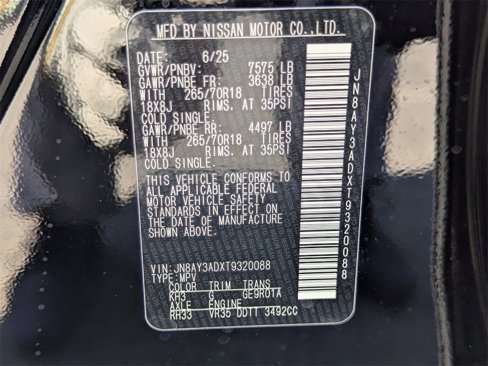 MFD BY NISSAN MOTOR CO.,LTD.
DATE: 6/25
GVWR/PNBV: 7575 LB
GAWR/PNBE FR: 3638 LB
WITH 265/70R18 TIRES
18X8J RIMS. AT 35PSI
COLD SINGLE
GAWR/PNBE RR: 4497 LB
WITH 265/70R18 TIRES
18X8J RIMS. AT 35PSI
COLD SINGLE
THIS VEHICLE CONFORMS TO
ALL APPLICABLE FEDERAL
MOTOR VEHICLE SAFETY
STANDARDS IN EFFECT ON
THE DATE OF MANUFACTURE
SHOWN ABOVE.
VIN: JN8AY3ADXT9320088
TYPE: MPV
COLOR TRIM TRANS
KH3 G GE9R01A
AXLE ENGINE
RH33 VR35 DDTT 3492CC
JN8AY3ADXT9320088